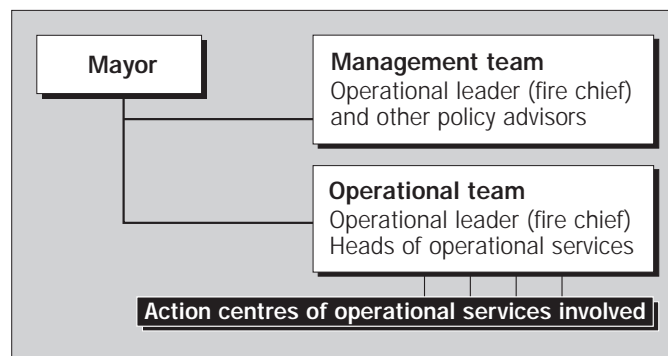 Mayor
Management team
Operational leader (fire chief)
and other policy advisors
Operational team
Operational leader (fire chief)
Heads of operational services
Action centres of operational services involved